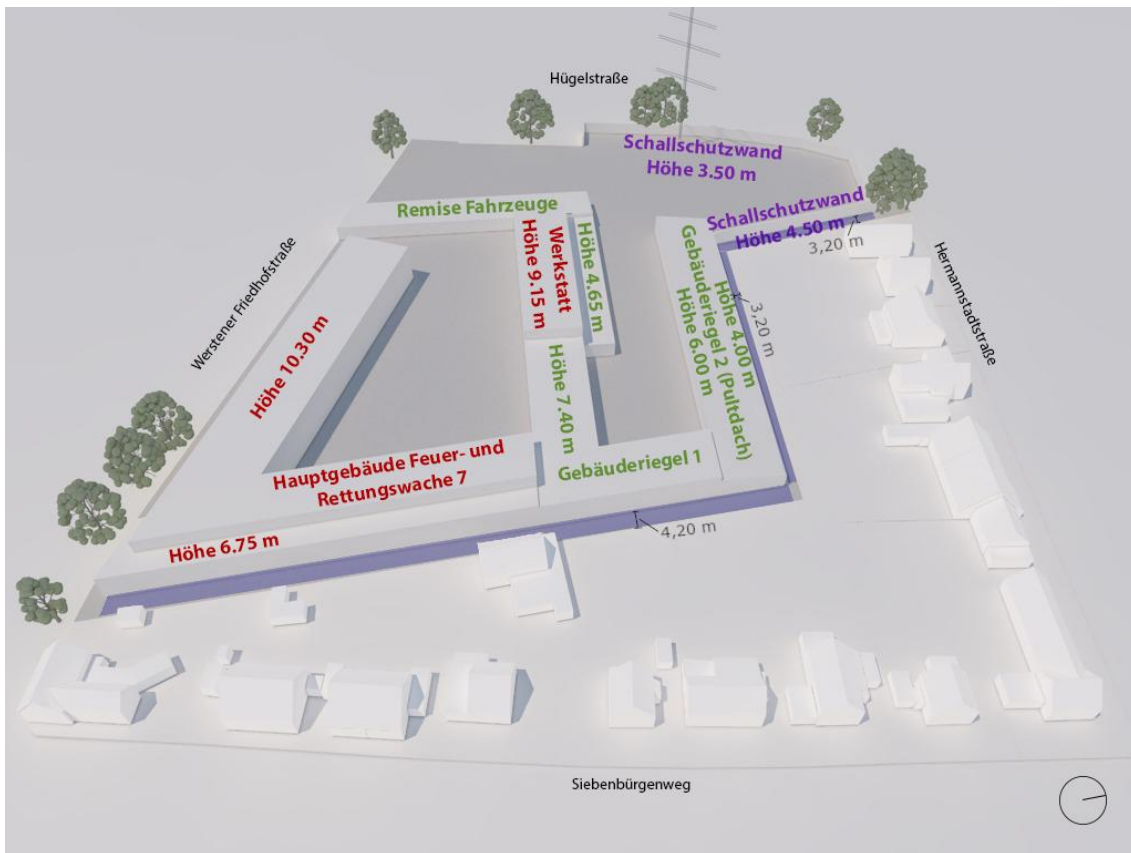 Hügelstraße
Schallschutzwand
Höhe 3.50 m
Schallschutzwand
Höhe 4.50 m
3,20 m
Remise Fahrzeuge
Werkstatt
Höhe 9.15 m
Höhe 4.65 m
Höhe 4.00 m
Gebäuderiegel 2 (Pultdach)
Höhe 6.00 m
3,20 m
Hermannstadtstraße
Werstener Friedhofstraße
Höhe 10.30 m
Höhe 7.40 m
Gebäuderiegel 1
Hauptgebäude Feuer- und
Rettungswache 7
Höhe 6.75 m
4,20 m
Siebenbürgenweg